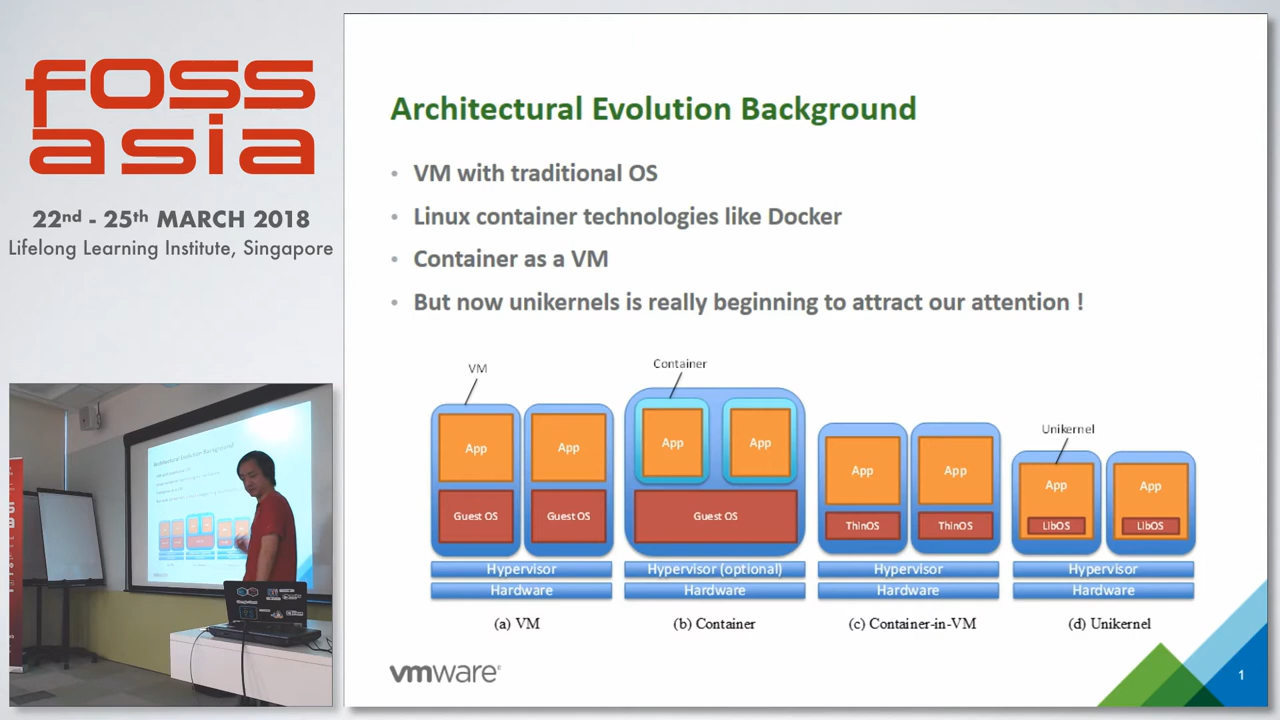 foss
asia
22nd - 25th MARCH 2018
Lifelong Learning Institute, Singapore
Architectural Evolution Background
• VM with traditional OS
• Linux container technologies like Docker
• Container as a VM
• But now unikernels is really beginning to attract our attention !
VM
Container
Unikernel
App App App App App App App App
Guest OS Guest OS Guest OS ThinOS ThinOS LibOS LibOS
Hypervisor Hypervisor (optional) Hypervisor Hypervisor
Hardware Hardware Hardware Hardware
(a) VM (b) Container (c) Container-in-VM (d) Unikernel
vmware
1
Architectural Evolution Background